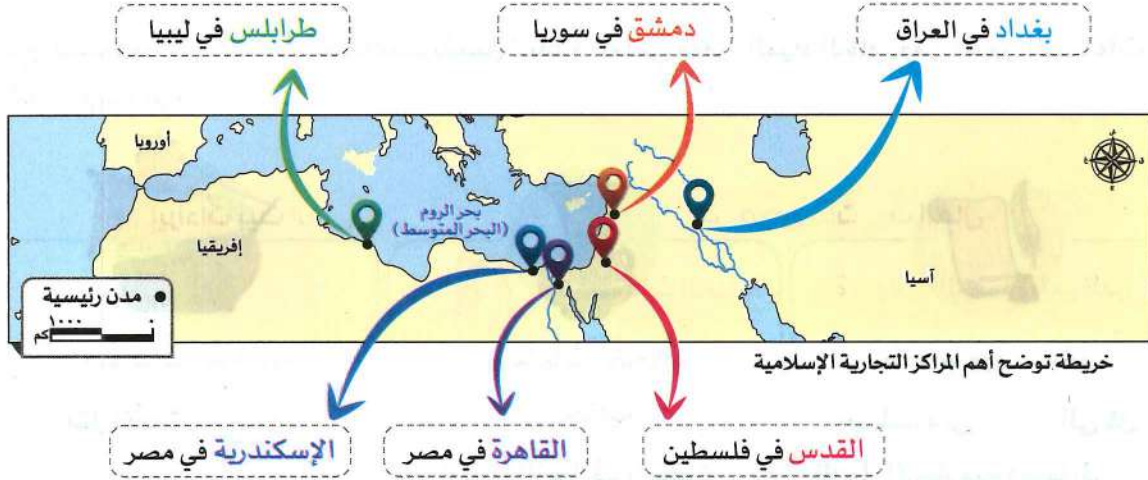 بغداد في العراق
دمشق في سوريا
طرابلس في ليبيا
أوروبا
بحر الروم
(البحر المتوسط)
إفريقيا
آسيا
مدن رئيسية
١٠٠٠
كم
خريطة توضح أهم المراكز التجارية الإسلامية
القدس في فلسطين
القاهرة في مصر
الإسكندرية في مصر